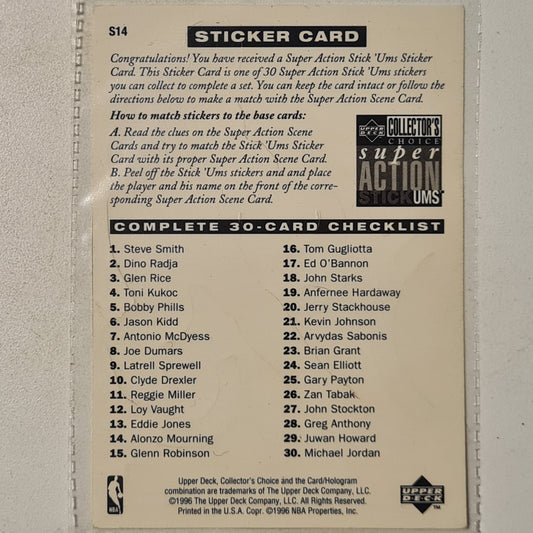 S14
STICKER CARD
Congratulations! You have received a Super Action Stick 'Ums Sticker
Card. This Sticker Card is one of 30 Super Action Stick 'Ums stickers
you can collect to complete a set. You can keep the card intact or follow the
directions below to make a match with the Super Action Scene Card.
How to match stickers to the base cards:
A. Read the clues on the Super Action Scene
Cards and try to match the Stick 'Ums Sticker
Card with its proper Super Action Scene Card.
B. Peel off the Stick 'Ums stickers and and place
the player and his name on the front of the corre-
sponding Super Action Scene Card.
UPPER DECK
COLLECTOR'S
CHOICE
super
ACTION
STICK UMS
COMPLETE 30-CARD CHECKLIST
1. Steve Smith
2. Dino Radja
3. Glen Rice
4. Toni Kukoc
5. Bobby Phills
6. Jason Kidd
7. Antonio McDyess
8. Joe Dumars
9. Latrell Sprewell
10. Clyde Drexler
11. Reggie Miller
12. Loy Vaught
13. Eddie Jones
14. Alonzo Mourning
15. Glenn Robinson
16. Tom Gugliotta
17. Ed O'Bannon
18. John Starks
19. Anfernee Hardaway
20. Jerry Stackhouse
21. Kevin Johnson
22. Arvydas Sabonis
23. Brian Grant
24. Sean Elliott
25. Gary Payton
26. Zan Tabak
27. John Stockton
28. Greg Anthony
29. Juwan Howard
30. Michael Jordan
NBA
Upper Deck, Collector's Choice and the Card/Hologram
combination are trademarks of The Upper Deck Company, LLC.
©1996 The Upper Deck Company, LLC. All Rights Reserved.
Printed in the U.S.A. Copr. ©1996 NBA Properties, Inc.
UPPER DECK
TM